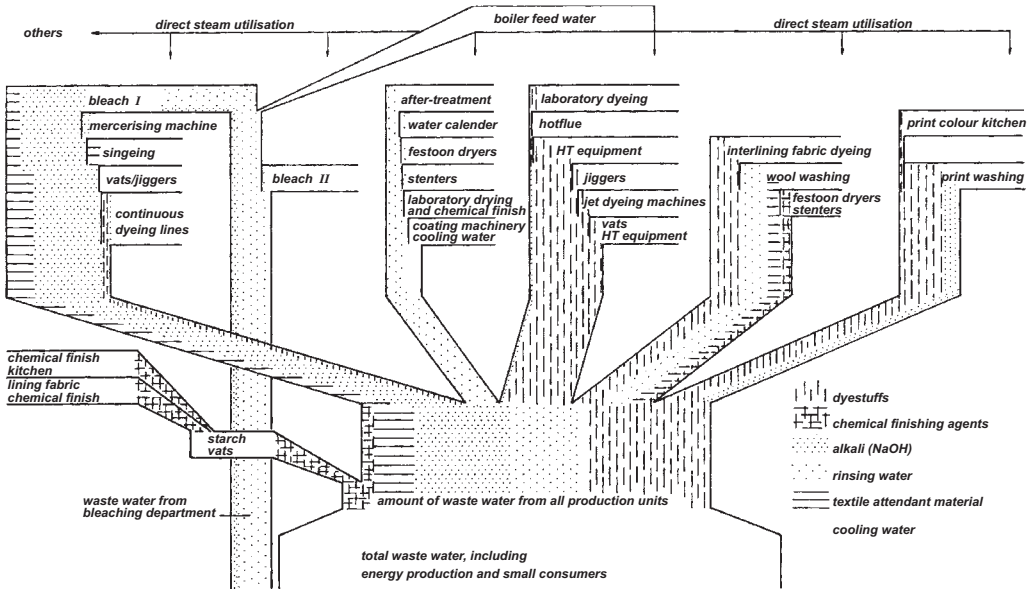 others
direct steam utilisation
boiler feed water
direct steam utilisation
bleach I
mercerising machine
singeing
vats/jiggers
continuous
dyeing lines
bleach II
after-treatment
water calender
festoon dryers
stenters
laboratory drying
and chemical finish
coating machinery
cooling water
laboratory dyeing
hotflue
HT equipment
jiggers
jet dyeing machines
vats
HT equipment
interlining fabric dyeing
wool washing
festoon dryers
stenters
print colour kitchen
print washing
chemical finish
kitchen
lining fabric
chemical finish
starch
vats
waste water from
bleaching department
amount of waste water from all production units
total waste water, including
energy production and small consumers
dyestuffs
chemical finishing agents
alkali (NaOH)
rinsing water
textile attendant material
cooling water